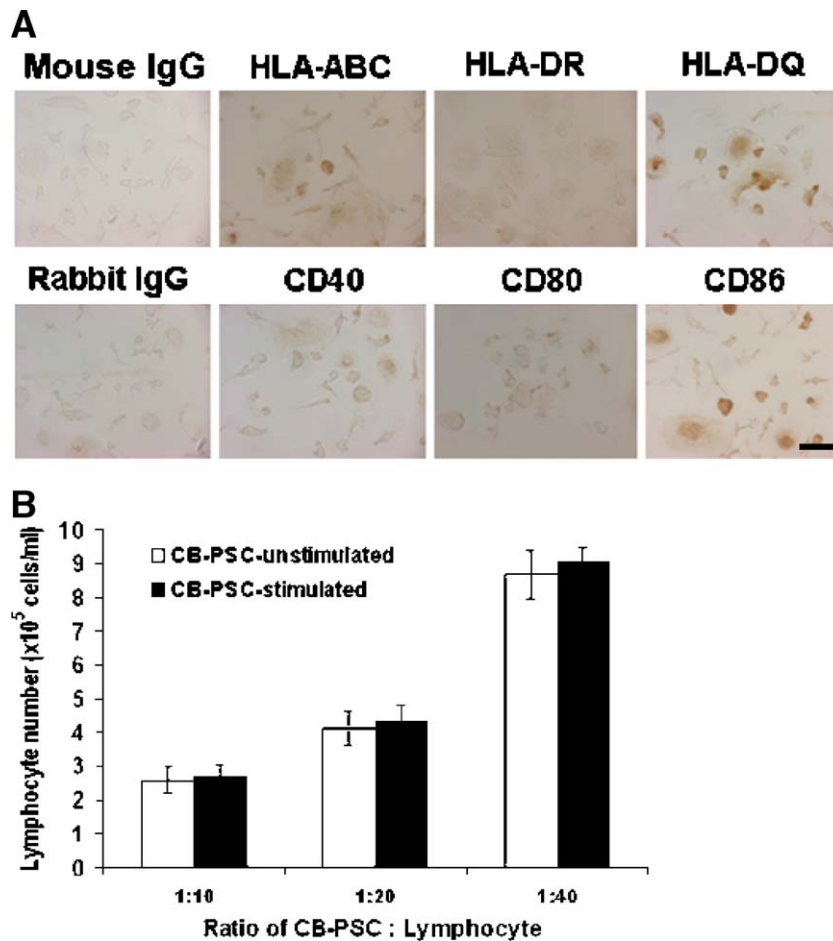 A
Mouse IgG HLA-ABC HLA-DR HLA-DQ
Rabbit IgG CD40 CD80 CD86
B
Lymphocyte number (x10⁵ cells/ml)
10
9
8
7
6
5
4
3
2
1
0
CB-PSC-unstimulated
CB-PSC-stimulated
1:10 1:20 1:40
Ratio of CB-PSC : Lymphocyte